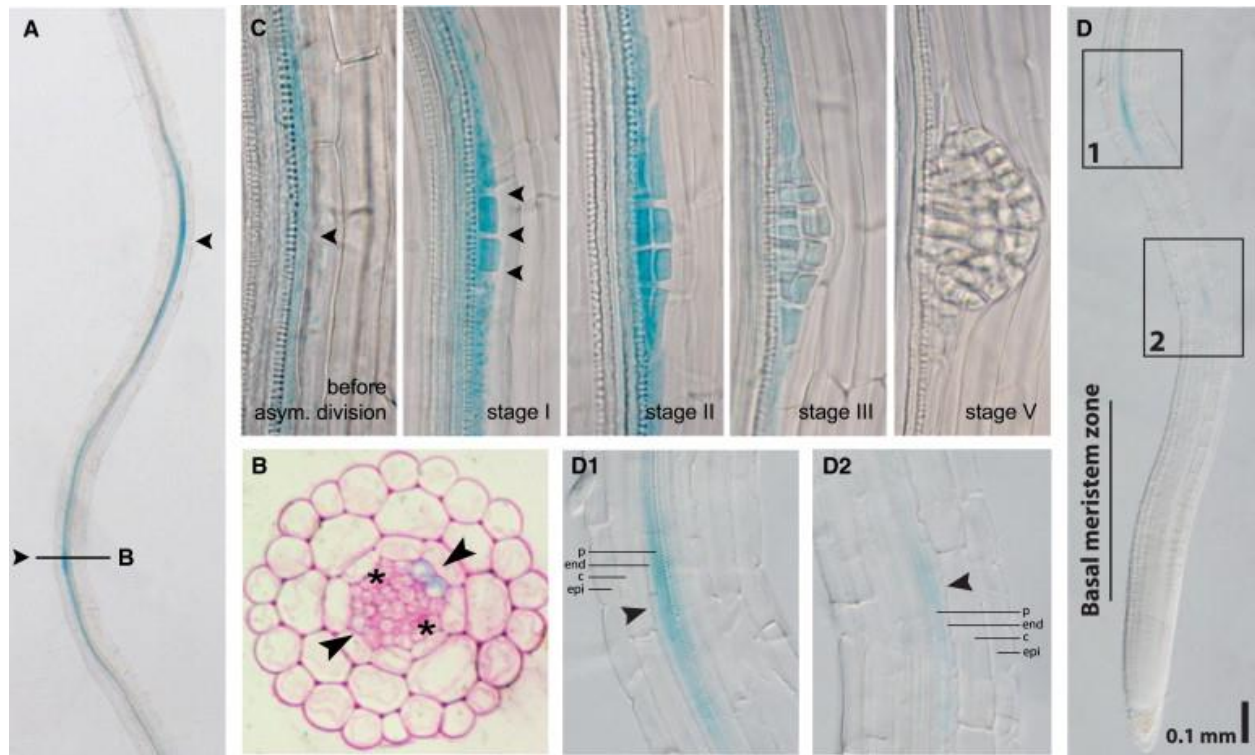 A
C
before
asym. division
stage I
stage II
stage III
stage V
D
1
2
Basal meristem zone
0.1 mm
B
B
*
*
D1
p
end
c
epi
D2
p
end
c
epi